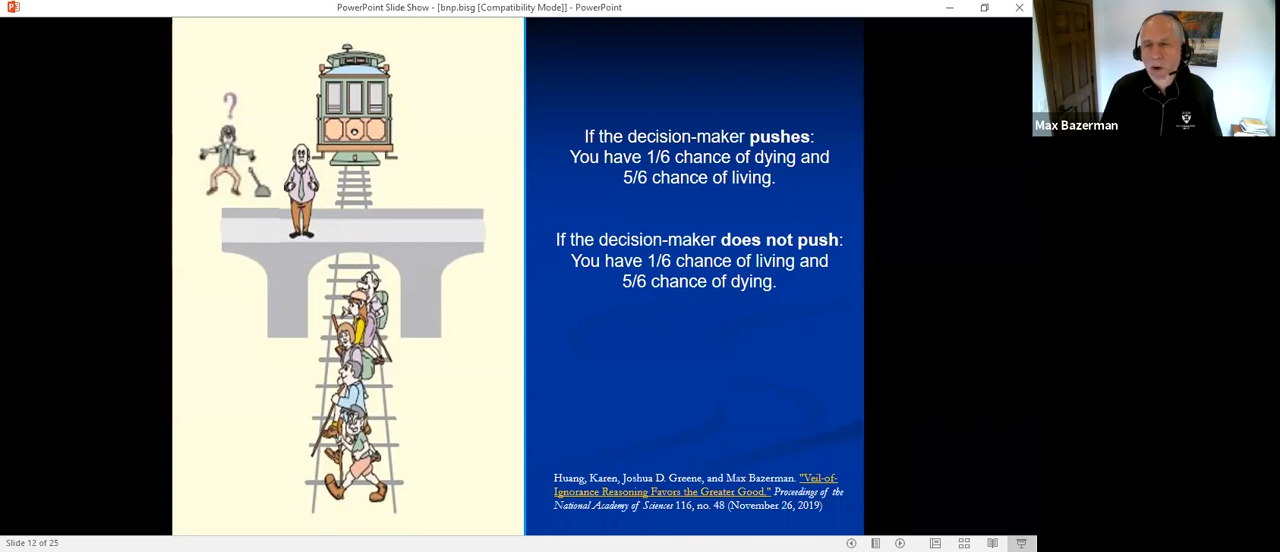 PowerPoint Slide Show - [bnp.bisg [Compatibility Mode]] - PowerPoint
?
If the decision-maker pushes:
You have 1/6 chance of dying and
5/6 chance of living.
If the decision-maker does not push:
You have 1/6 chance of living and
5/6 chance of dying.
Huang, Karen, Joshua D. Greene, and Max Bazerman. "Veil-of-
Ignorance Reasoning Favors the Greater Good." Proceedings of the
National Academy of Sciences 116, no. 48 (November 26, 2019)
Max Bazerman
Slide 12 of 25